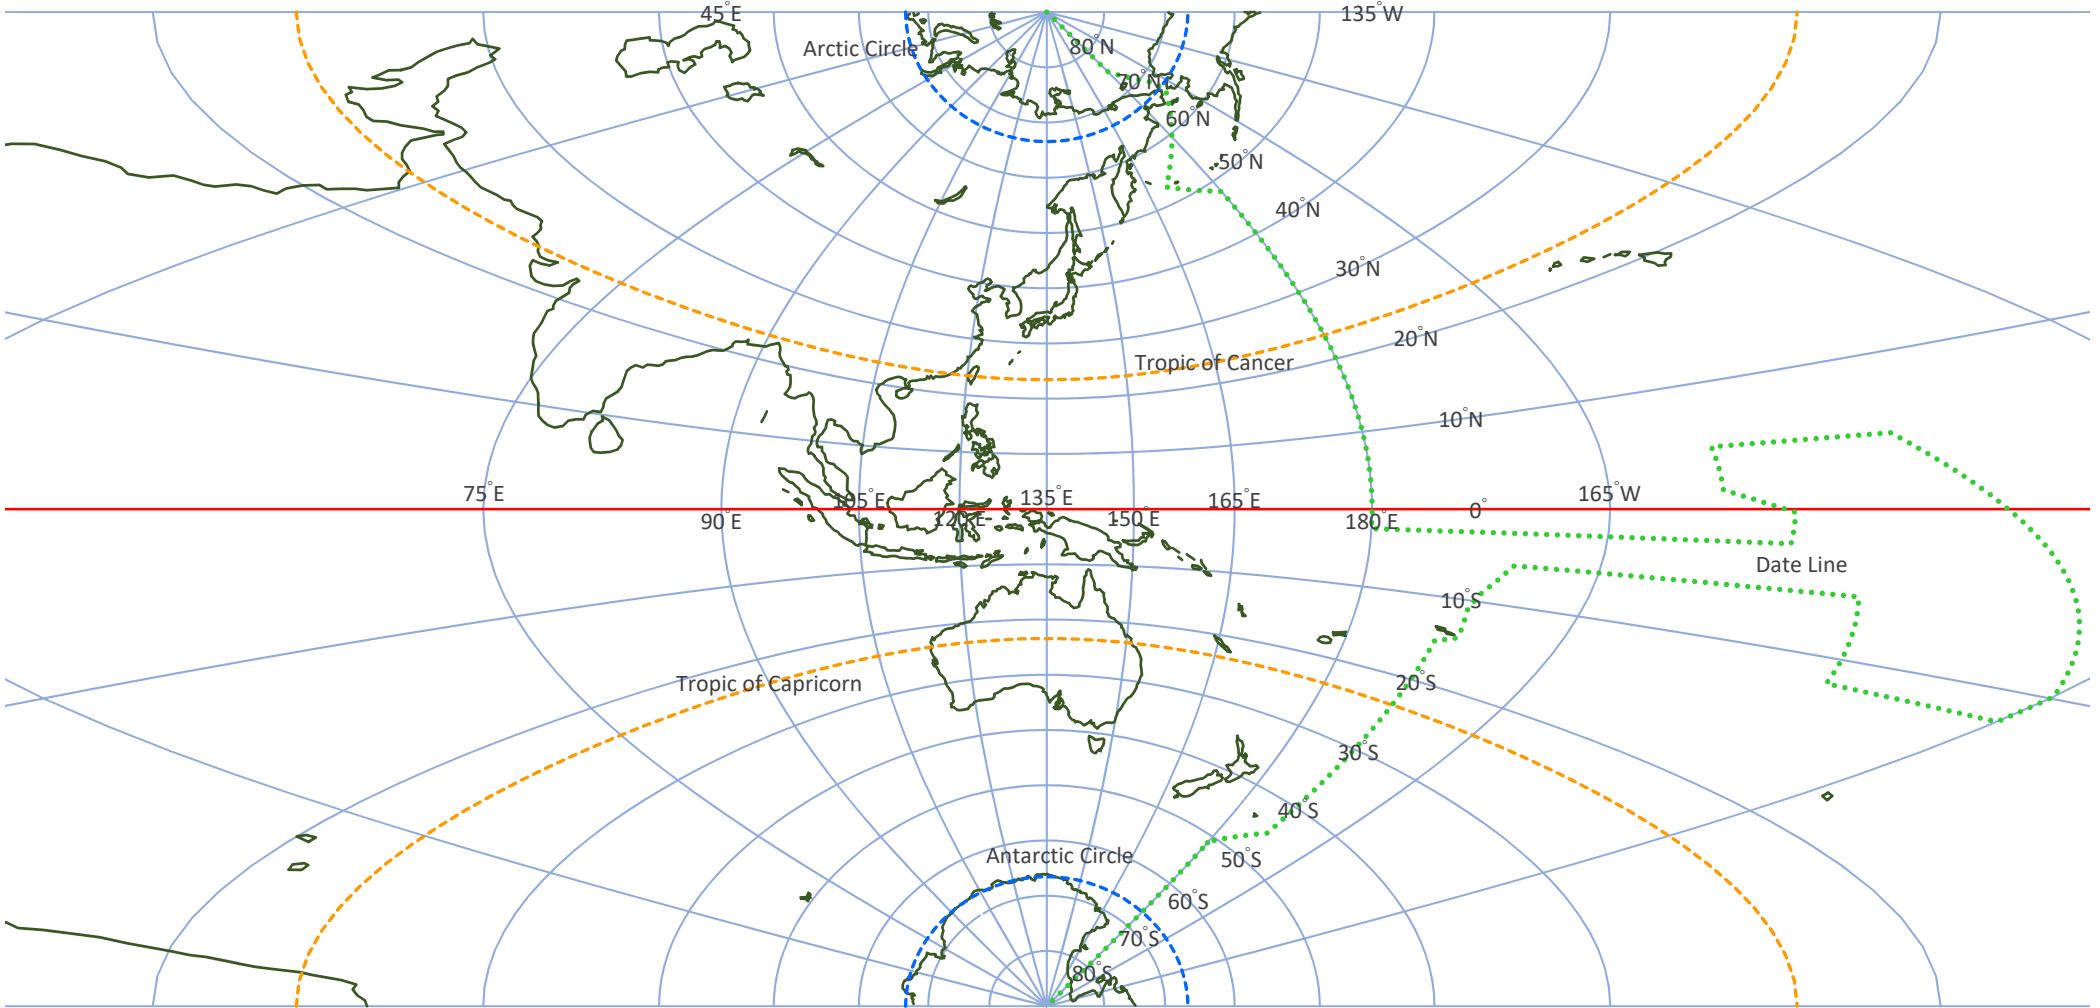 45°E
135°W
Arctic Circle
80°N
70°N
60°N
50°N
40°N
30°N
20°N
Tropic of Cancer
10°N
75°E
105°E
135°E
165°E
165°W
0°
90°E
120°E
150°E
180°E
Date Line
10°S
Tropic of Capricorn
20°S
30°S
40°S
Antarctic Circle
50°S
60°S
70°S
80°S